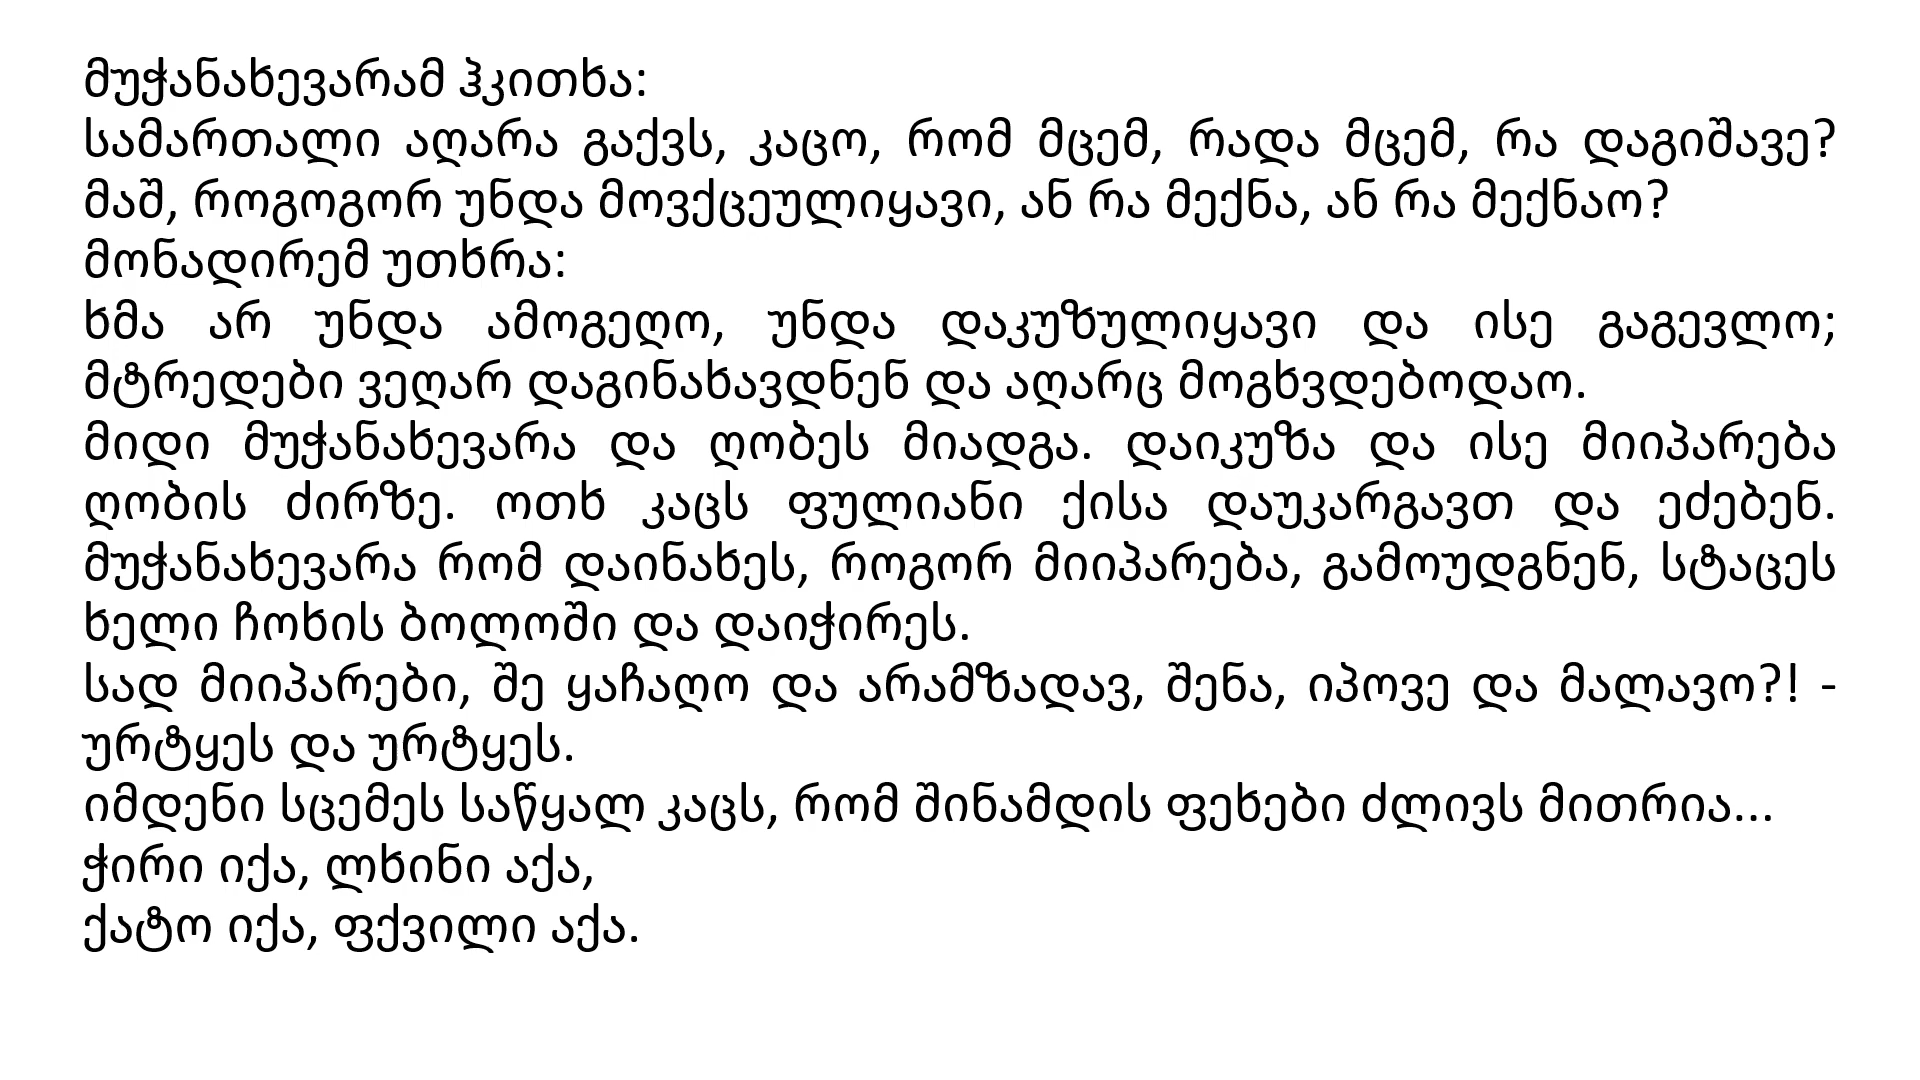 მუჭანახევარამ ჰკითხა:
სამართალი აღარა გაქვს, კაცო, რომ მცემ, რადა მცემ, რა დაგიშავე?
მაშ, როგოგორ უნდა მოვქცეულიყავი, ან რა მექნა, ან რა მექნაო?
მონადირემ უთხრა:
ხმა არ უნდა ამოგეღო, უნდა დაკუზულიყავი და ისე გაგევლო;
მტრედები ვეღარ დაგინახავდნენ და აღარც მოგხვდებოდაო.
მიდი მუჭანახევარა და ღობეს მიადგა. დაიკუზა და ისე მიიპარება
ღობის ძირზე. ოთხ კაცს ფულიანი ქისა დაუკარგავთ და ეძებენ.
მუჭანახევარა რომ დაინახეს, როგორ მიიპარება, გამოუდგნენ, სტაცეს
ხელი ჩოხის ბოლოში და დაიჭირეს.
სად მიიპარები, შე ყაჩაღო და არამზადავ, შენა, იპოვე და მალავო?! -
ურტყეს და ურტყეს.
იმდენი სცემეს საწყალ კაცს, რომ შინამდის ფეხები ძლივს მითრია...
ჭირი იქა, ლხინი აქა,
ქატო იქა, ფქვილი აქა.